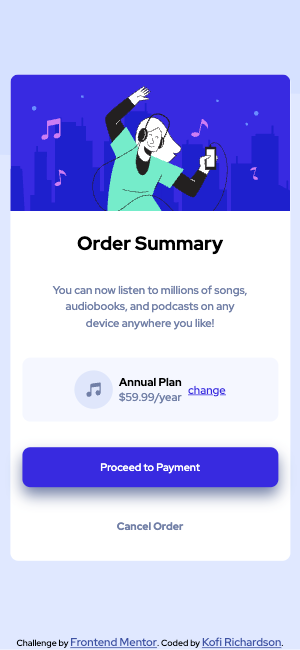 Order Summary
You can now listen to millions of songs,
audiobooks, and podcasts on any
device anywhere you like!
Annual Plan
$59.99/year
change
Proceed to Payment
Cancel Order
Challenge by Frontend Mentor. Coded by Kofi Richardson.